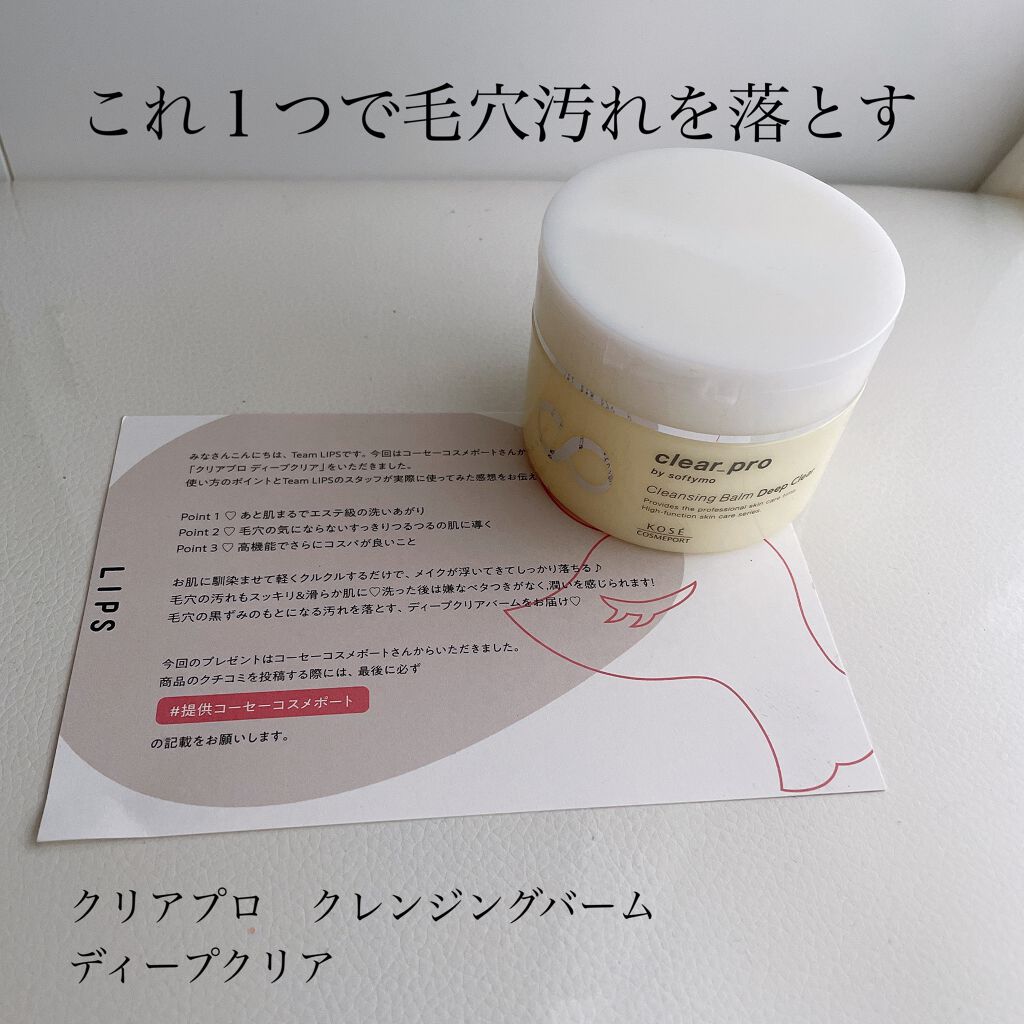 これ１つで毛穴汚れを落とす
clear_pro
by softymo
Cleansing Balm Deep Clear
Provides the professional skin care time
High-function skin care series.
KOSÉ
COSMEPORT
みなさんこんにちは、Team LIPSです。今回はコーセーコスメポートさんか
「クリアプロ ディープクリア」をいただきました。
使い方のポイントとTeam LIPSのスタッフが実際に使ってみた感想をお伝え
Point 1 ♡ あと肌まるでエステ級の洗いあがり
Point 2 ♡ 毛穴の気にならないすっきりつるつるの肌に導く
Point 3 ♡ 高機能でさらにコスパが良いこと
お肌に馴染ませて軽くクルクルするだけで、メイクが浮いてきてしっかり落ちる♪
毛穴の汚れもスッキリ&滑らか肌に♡洗った後は嫌なベタつきがなく,潤いを感じられます!
毛穴の黒ずみのもとになる汚れを落とす、ディープクリアバームをお届け♡
LIPS
今回のプレゼントはコーセーコスメポートさんからいただきました。
商品のクチコミを投稿する際には、最後に必ず
#提供コーセーコスメポート
の記載をお願いします。
クリアプロ　クレンジングバーム
ディープクリア